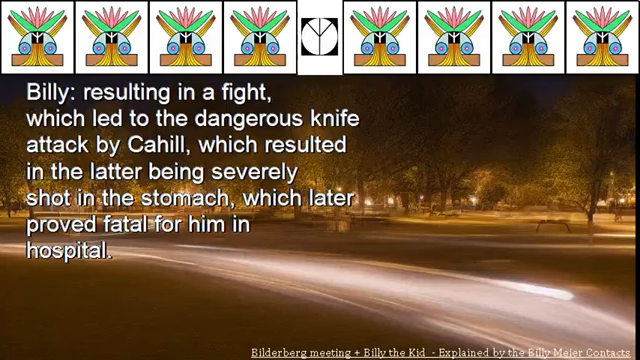 Billy: resulting in a fight,
which led to the dangerous knife
attack by Cahill, which resulted
in the latter being severely
shot in the stomach, which later
proved fatal for him in
hospital.
Bilderberg meeting + Billy the Kid - Explained by the Billy Meier Contacts